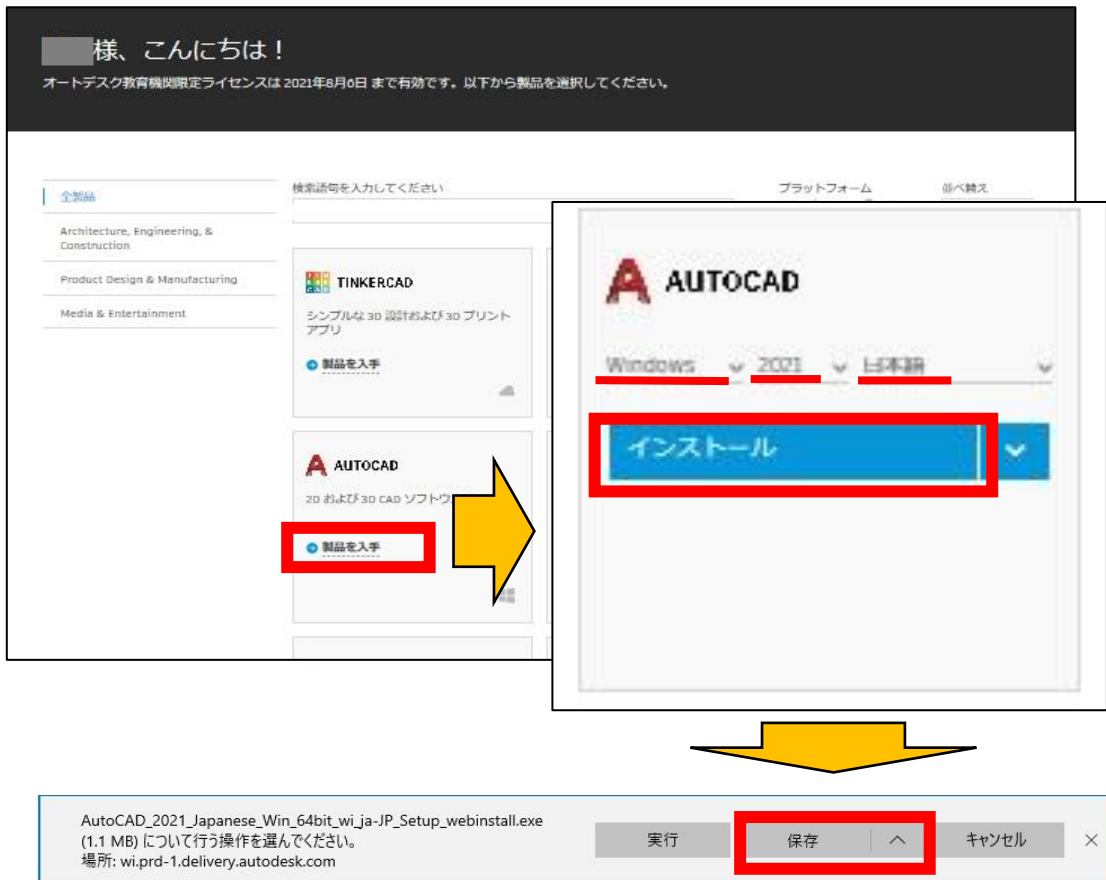 様、こんにちは！
オートデスク教育機関限定ライセンスは 2021年8月6日 まで有効です。以下から製品を選択してください。
全製品
Architecture, Engineering, &
Construction
Product Design & Manufacturing
Media & Entertainment
検索語句を入力してください
プラットフォーム
並べ替え
TINKERCAD
シンプルな 3D 設計および 3D プリント
アプリ
製品を入手
AUTOCAD
2D および 3D CAD ソフトウ
製品を入手
AUTOCAD
Windows 2021 日本語
インストール
AutoCAD_2021_Japanese_Win_64bit_wi_ja-JP_Setup_webinstall.exe
(1.1 MB) について行う操作を選んでください。
場所: wi.prd-1.delivery.autodesk.com
実行
保存
キャンセル